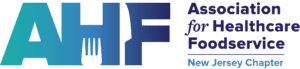 AHF
Association
for Healthcare
Foodservice
New Jersey Chapter